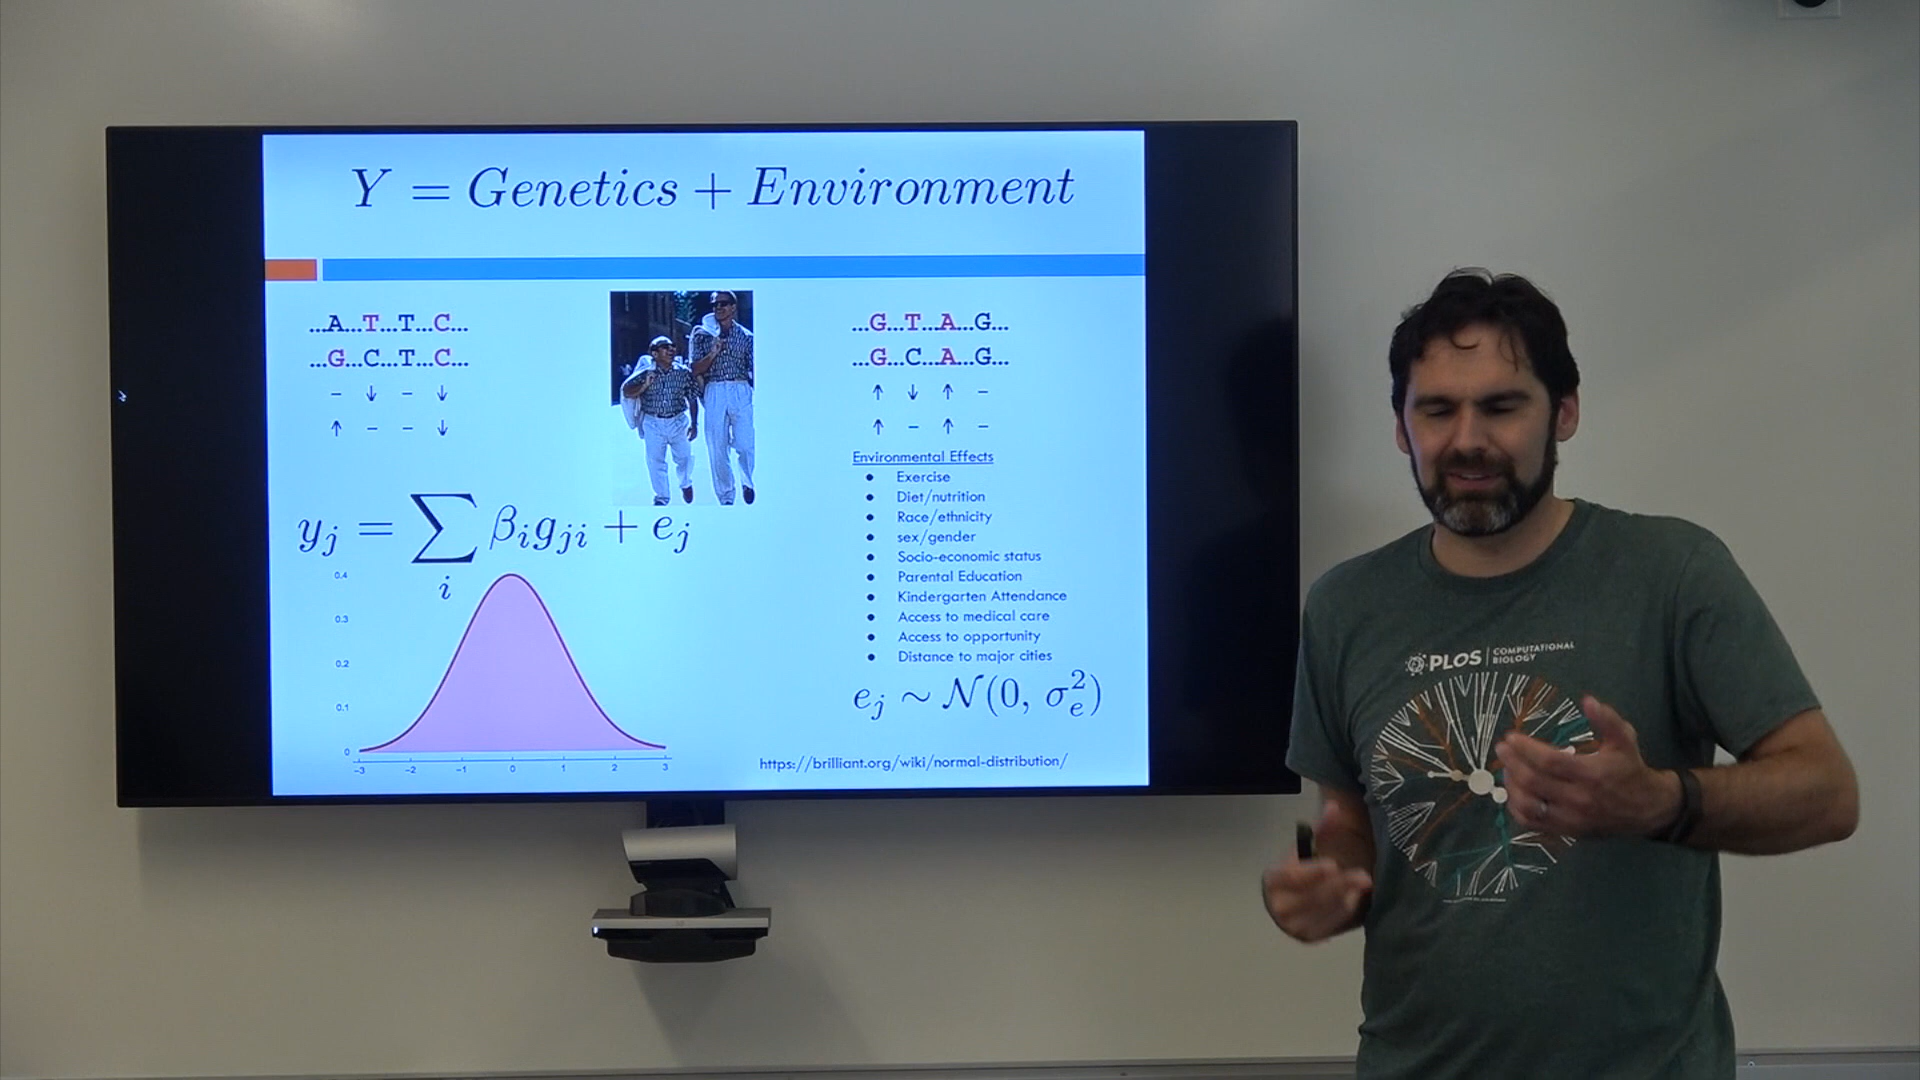 Y = Genetics + Environment
...A...T...T...C...
...G...C...T...C...
– ↓ – ↓
↑ – – ↓
...G...T...A...G...
...G...C...A...G...
↑ ↓ ↑ –
↑ – ↑ –
Environmental Effects
● Exercise
● Diet/nutrition
● Race/ethnicity
● sex/gender
● Socio-economic status
● Parental Education
● Kindergarten Attendance
● Access to medical care
● Access to opportunity
● Distance to major cities
y_j = ∑_i β_i g_{ji} + e_j
0.4
0.3
0.2
0.1
0
−3 −2 −1 0 1 2 3
e_j ~ N(0, σ_e^2)
https://brilliant.org/wiki/normal-distribution/
PLOS | COMPUTATIONAL BIOLOGY